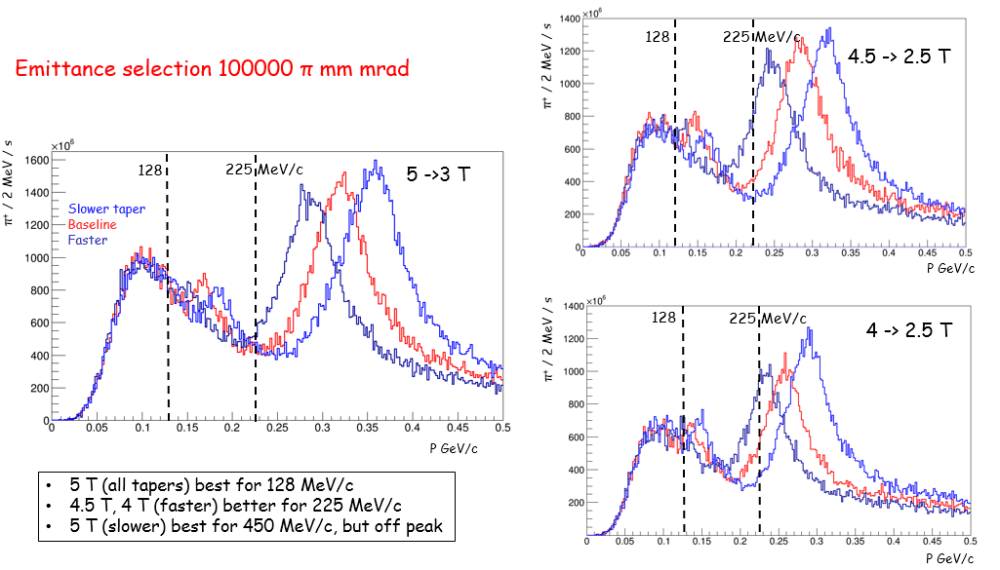 Emittance selection 100000 π mm mrad
π⁺ / 2 MeV / s
×10⁶
1600
1400
1200
1000
800
600
400
200
0
128
225 MeV/c
5 ->3 T
Slower taper
Baseline
Faster
0 0.05 0.1 0.15 0.2 0.25 0.3 0.35 0.4 0.45 0.5
P GeV/c
• 5 T (all tapers) best for 128 MeV/c
• 4.5 T, 4 T (faster) better for 225 MeV/c
• 5 T (slower) best for 450 MeV/c, but off peak
π⁺ / 2 MeV / s
×10⁶
1400
1200
1000
800
600
400
200
0
128
225 MeV/c
4.5 -> 2.5 T
0 0.05 0.1 0.15 0.2 0.25 0.3 0.35 0.4 0.45 0.5
P GeV/c
π⁺ / 2 MeV / s
×10⁶
1400
1200
1000
800
600
400
200
128
225 MeV/c
4 -> 2.5 T
0 0.05 0.1 0.15 0.2 0.25 0.3 0.35 0.4 0.45 0.5
P GeV/c